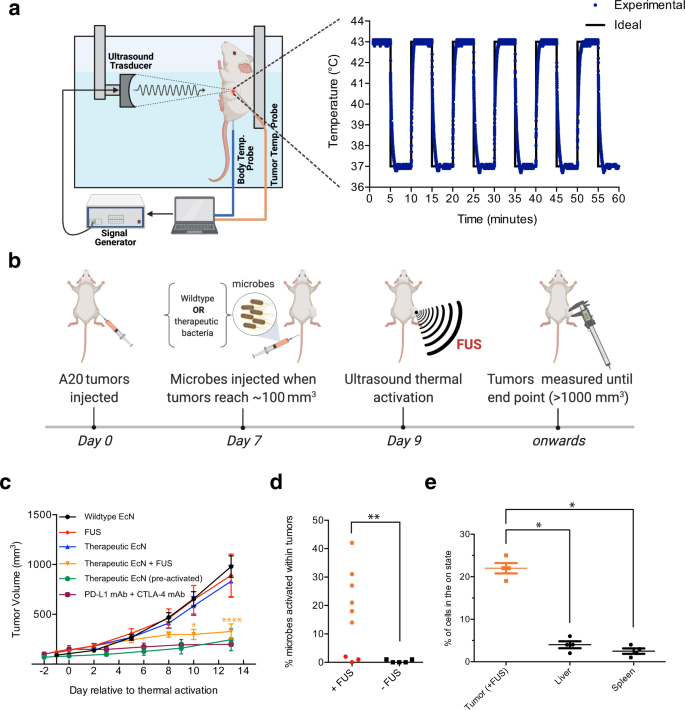 a
Ultrasound
Trasducer
Body Temp.
Probe
Tumor Temp. Probe
Signal
Generator
Experimental
Ideal
Temperature (°C)
44
43
42
41
40
39
38
37
36
0 5 10 15 20 25 30 35 40 45 50 55 60
Time (minutes)
b
Wildtype
OR
therapeutic
bacteria
microbes
FUS
A20 tumors
injected
Microbes injected when
tumors reach ~100 mm³
Ultrasound thermal
activation
Tumors measured until
end point (>1000 mm³)
Day 0
Day 7
Day 9
onwards
c
Tumor Volume (mm³)
1500
1000
500
Wildtype EcN
FUS
Therapeutic EcN
Therapeutic EcN + FUS
Therapeutic EcN (pre-activated)
PD-L1 mAb + CTLA-4 mAb
*
****
-2 0 2 4 6 8 10 12 14
Day relative to thermal activation
d
% microbes activated within tumors
50
40
30
20
10
0
**
+ FUS
- FUS
e
% of cells in the on state
30
20
10
0
*
*
Tumor (+FUS)
Liver
Spleen